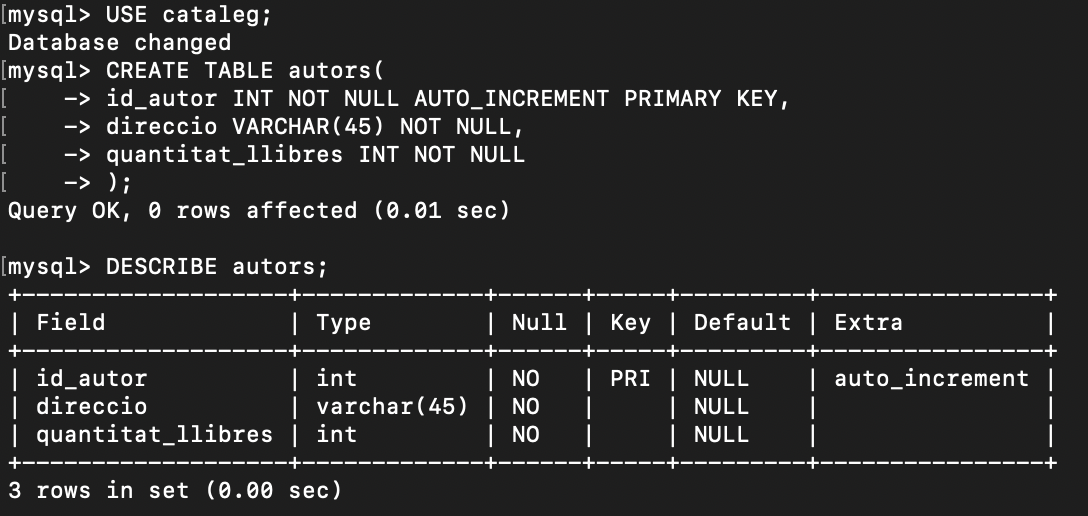 [mysql> USE cataleg;
Database changed
[mysql> CREATE TABLE autors(
[    -> id_autor INT NOT NULL AUTO_INCREMENT PRIMARY KEY,
[    -> direccio VARCHAR(45) NOT NULL,
[    -> quantitat_llibres INT NOT NULL
[    -> );
Query OK, 0 rows affected (0.01 sec)
[mysql> DESCRIBE autors;
+-------------------+-------------+------+-----+---------+----------------+
| Field             | Type        | Null | Key | Default | Extra          |
+-------------------+-------------+------+-----+---------+----------------+
| id_autor          | int         | NO   | PRI | NULL    | auto_increment |
| direccio          | varchar(45) | NO   |     | NULL    |                |
| quantitat_llibres | int         | NO   |     | NULL    |                |
+-------------------+-------------+------+-----+---------+----------------+
3 rows in set (0.00 sec)